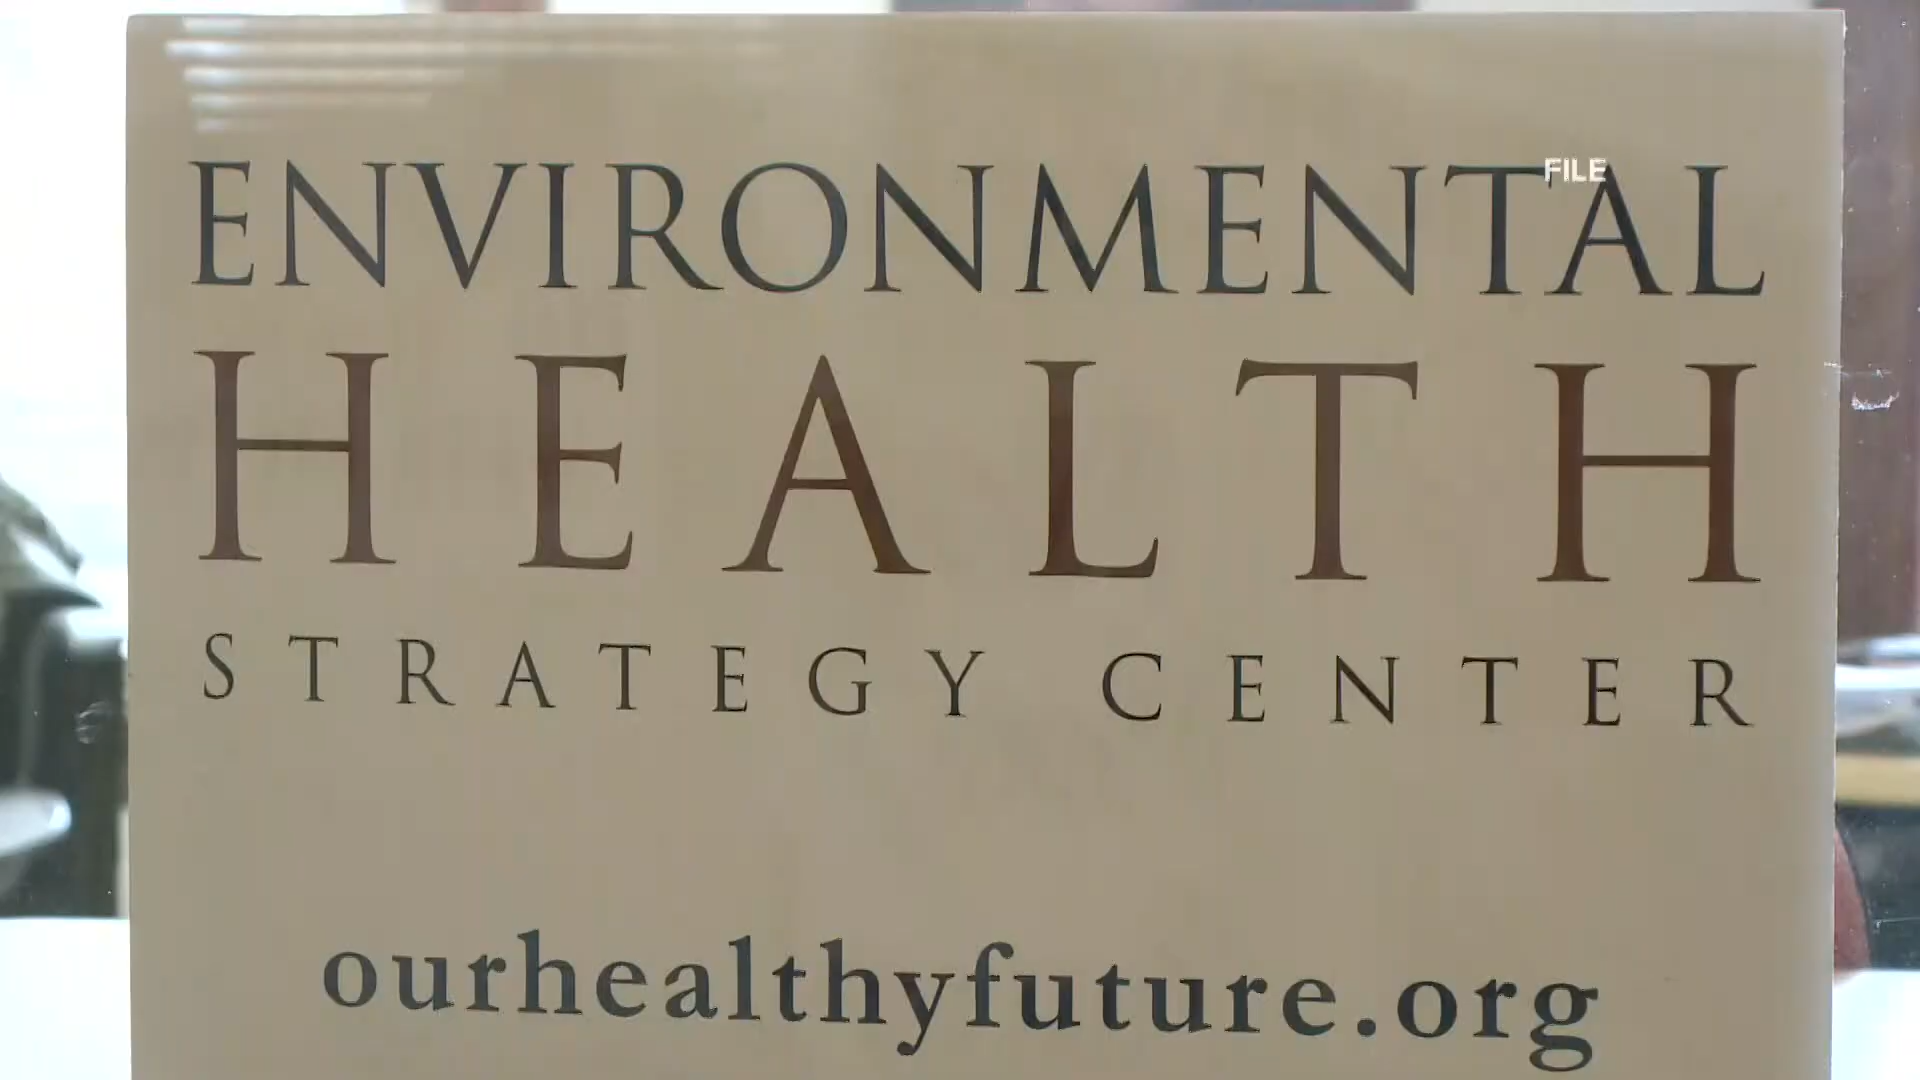 FILE
ENVIRONMENTAL
HEALTH
STRATEGY CENTER
ourhealthyfuture.org